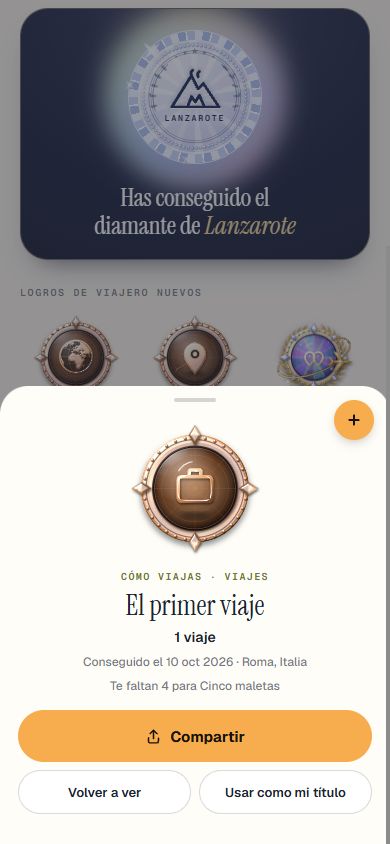 LANZAROTE
Has conseguido el
diamante de Lanzarote
LOGROS DE VIAJERO NUEVOS
CÓMO VIAJAS · VIAJES
El primer viaje
1 viaje
Conseguido el 10 oct 2026 · Roma, Italia
Te faltan 4 para Cinco maletas
Compartir
Volver a ver
Usar como mi título